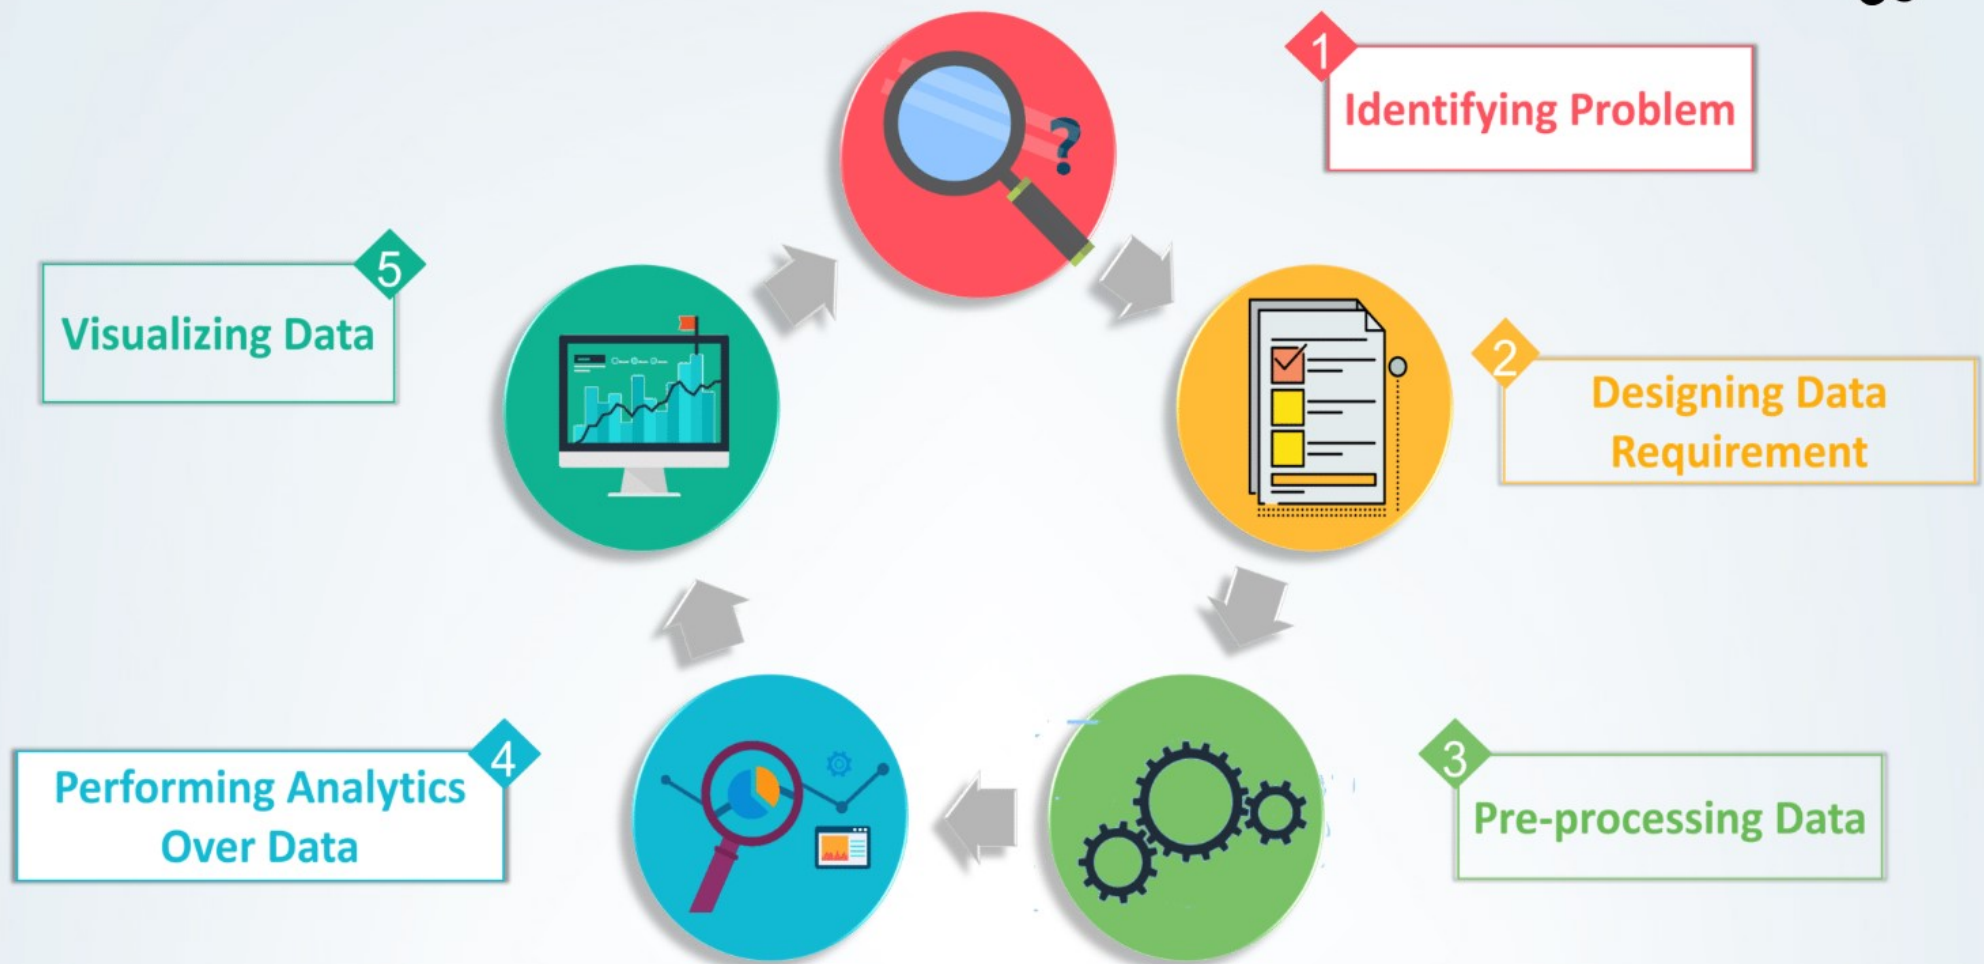 1
Identifying Problem
2
Designing Data
Requirement
3
Pre-processing Data
4
Performing Analytics
Over Data
5
Visualizing Data
?